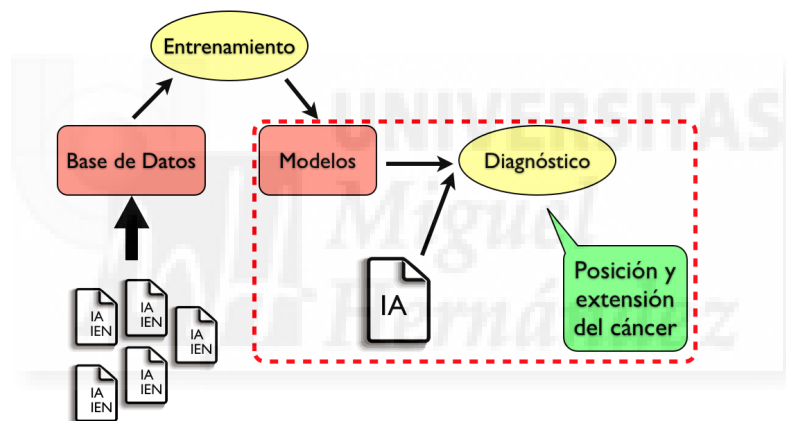 Entrenamiento
Base de Datos
Modelos
Diagnóstico
UNIVERSITAS
Miguel
Hernández
IA
Posición y
extensión
del cáncer
IA
IEN
IA
IEN
IA
IEN
IA
IEN
IA
IEN